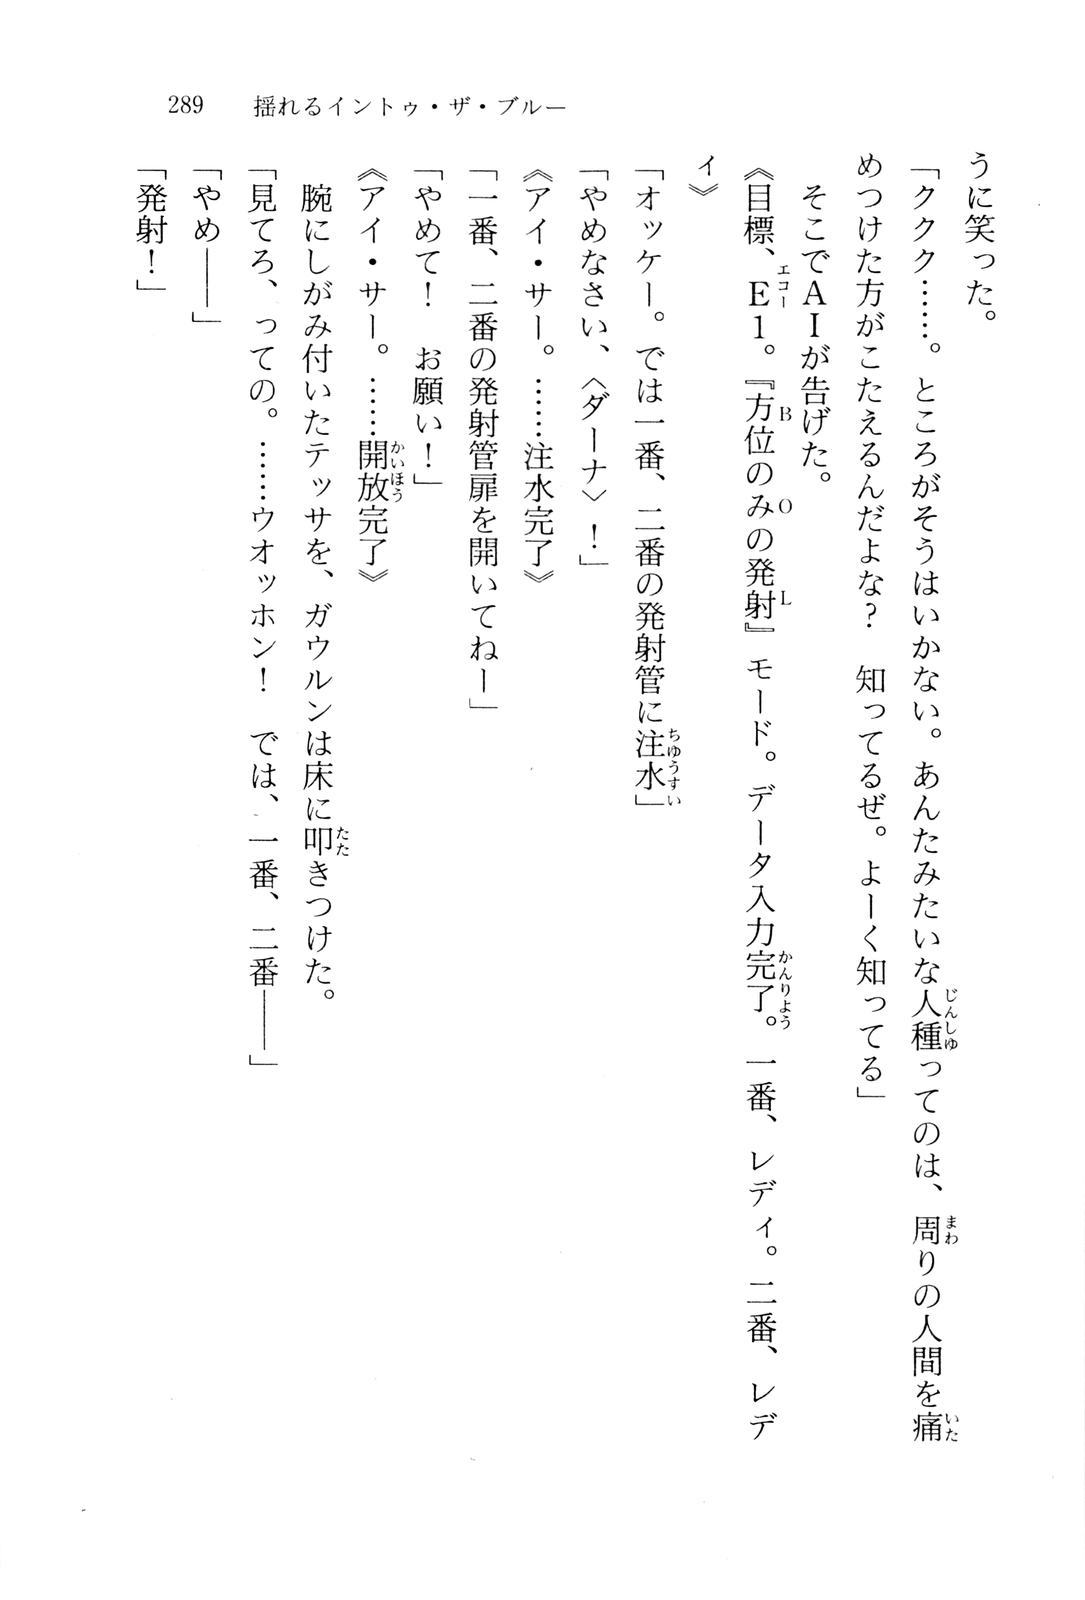 289　揺れるイントゥ・ザ・ブルー
うに笑った。
「ククク……。ところがそうはいかない。あんたみたいな人種ってのは、周りの人間を痛
めつけた方がこたえるんだよな？　知ってるぜ。よーく知ってる」
　そこでＡＩが告げた。
《目標、Ｅ１。『方位のみの発射』モード。データ入力完了。一番、レディ。二番、レデ
ィ》
「オッケー。では一番、二番の発射管に注水」
「やめなさい、〈ダーナ〉！」
《アイ・サー。……注水完了》
「一番、二番の発射管扉を開いてねー」
「やめて！　お願い！」
《アイ・サー。……開放完了》
　腕にしがみ付いたテッサを、ガウルンは床に叩きつけた。
「見てろ、っての。……ウオッホン！　では、一番、二番――」
「やめ――」
「発射！」